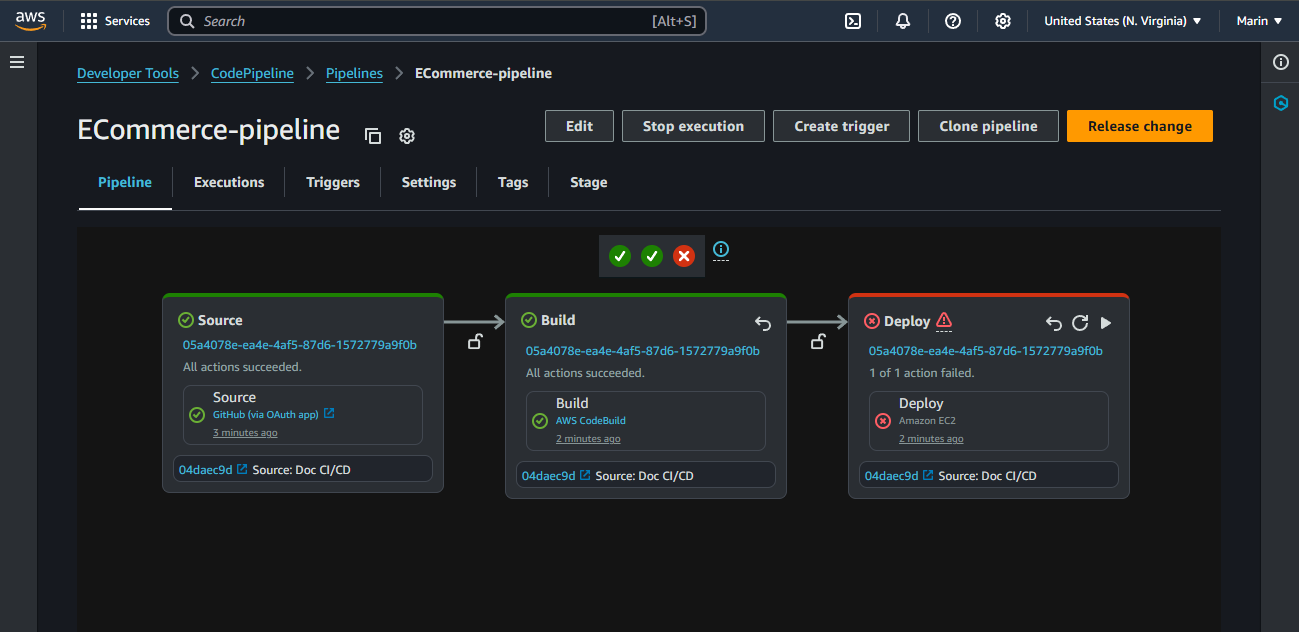 aws Services Search [Alt+S] United States (N. Virginia) Marin
Developer Tools CodePipeline Pipelines ECommerce-pipeline
ECommerce-pipeline
Edit Stop execution Create trigger Clone pipeline Release change
Pipeline Executions Triggers Settings Tags Stage
Source
05a4078e-ea4e-4af5-87d6-1572779a9f0b
All actions succeeded.
Source
GitHub (via OAuth app)
3 minutes ago
04daec9d Source: Doc CI/CD
Build
05a4078e-ea4e-4af5-87d6-1572779a9f0b
All actions succeeded.
Build
AWS CodeBuild
2 minutes ago
04daec9d Source: Doc CI/CD
Deploy
05a4078e-ea4e-4af5-87d6-1572779a9f0b
1 of 1 action failed.
Deploy
Amazon EC2
2 minutes ago
04daec9d Source: Doc CI/CD